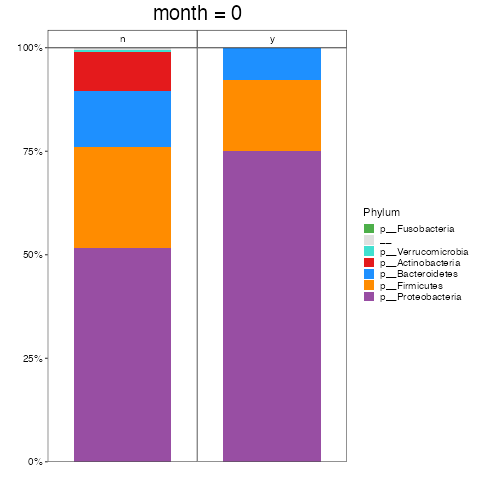 month = 0
n
y
100%
75%
50%
25%
0%
Phylum
p__Fusobacteria
__
p__Verrucomicrobia
p__Actinobacteria
p__Bacteroidetes
p__Firmicutes
p__Proteobacteria